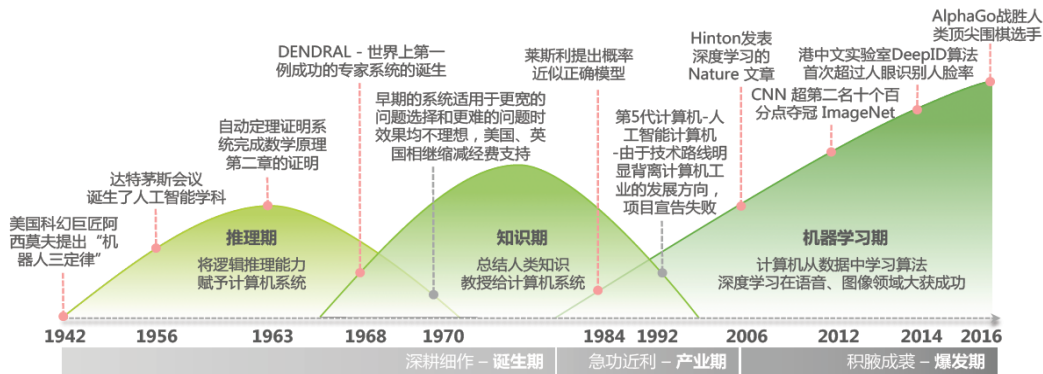 美国科幻巨匠阿
西莫夫提出“机
器人三定律”
达特茅斯会议
诞生了人工智能学科
自动定理证明系
统完成数学原理
第二章的证明
DENDRAL - 世界上第一
例成功的专家系统的诞生
早期的系统适用于更宽的
问题选择和更难的问题时
效果均不理想，美国、英
国相继缩减经费支持
莱斯利提出概率
近似正确模型
第5代计算机-人
工智能计算机
-由于技术路线明
显背离计算机工
业的发展方向，
项目宣告失败
Hinton发表
深度学习的
Nature 文章
CNN 超第二名十个百
分点夺冠 ImageNet
港中文实验室DeepID算法
首次超过人眼识别人脸率
AlphaGo战胜人
类顶尖围棋选手
推理期
将逻辑推理能力
赋予计算机系统
知识期
总结人类知识
教授给计算机系统
机器学习期
计算机从数据中学习算法
深度学习在语音、图像领域大获成功
1942 1956 1963 1968 1970 1984 1992 2006 2012 2014 2016
深耕细作 – 诞生期
急功近利 – 产业期
积腋成裘 – 爆发期